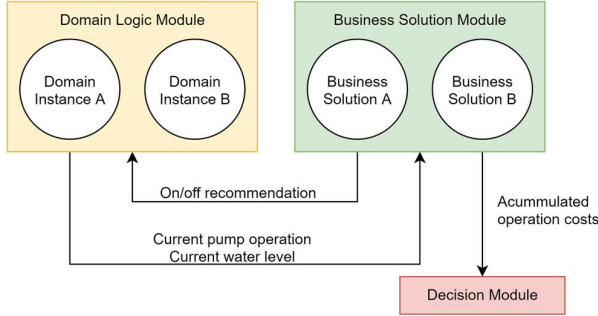 Domain Logic Module
Business Solution Module
Domain
Instance A
Domain
Instance B
Business
Solution A
Business
Solution B
On/off recommendation
Current pump operation
Current water level
Acummulated
operation costs
Decision Module